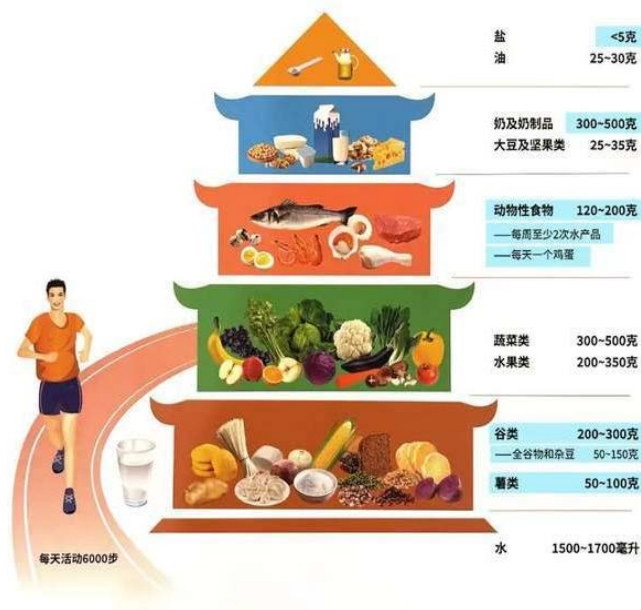 盐 <5克
油 25~30克
奶及奶制品 300~500克
大豆及坚果类 25~35克
动物性食物 120~200克
——每周至少2次水产品
——每天一个鸡蛋
蔬菜类 300~500克
水果类 200~350克
谷类 200~300克
——全谷物和杂豆 50~150克
薯类 50~100克
水 1500~1700毫升
每天活动6000步